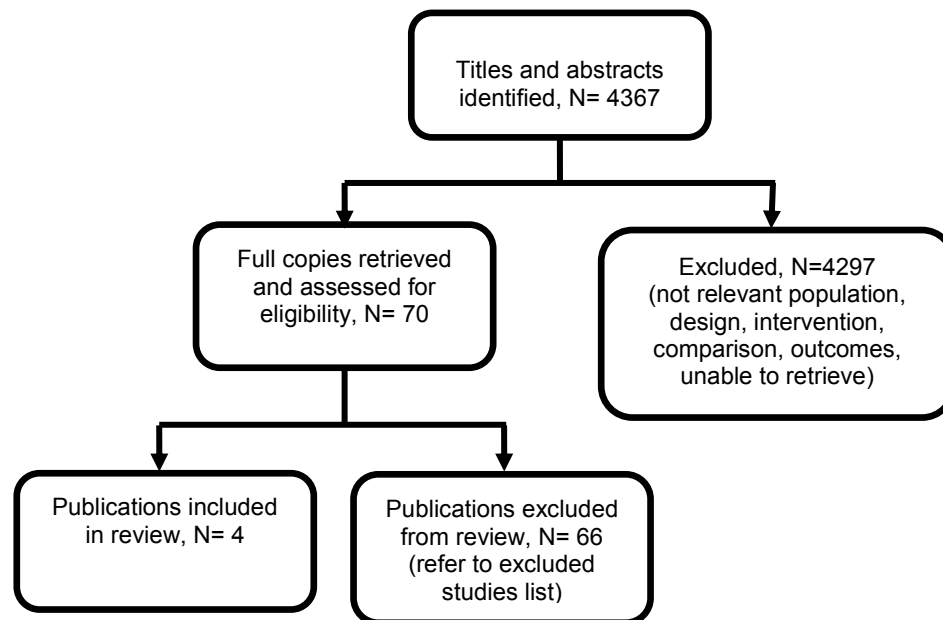 Titles and abstracts
identified, N= 4367
Full copies retrieved
and assessed for
eligibility, N= 70
Excluded, N=4297
(not relevant population,
design, intervention,
comparison, outcomes,
unable to retrieve)
Publications included
in review, N= 4
Publications excluded
from review, N= 66
(refer to excluded
studies list)